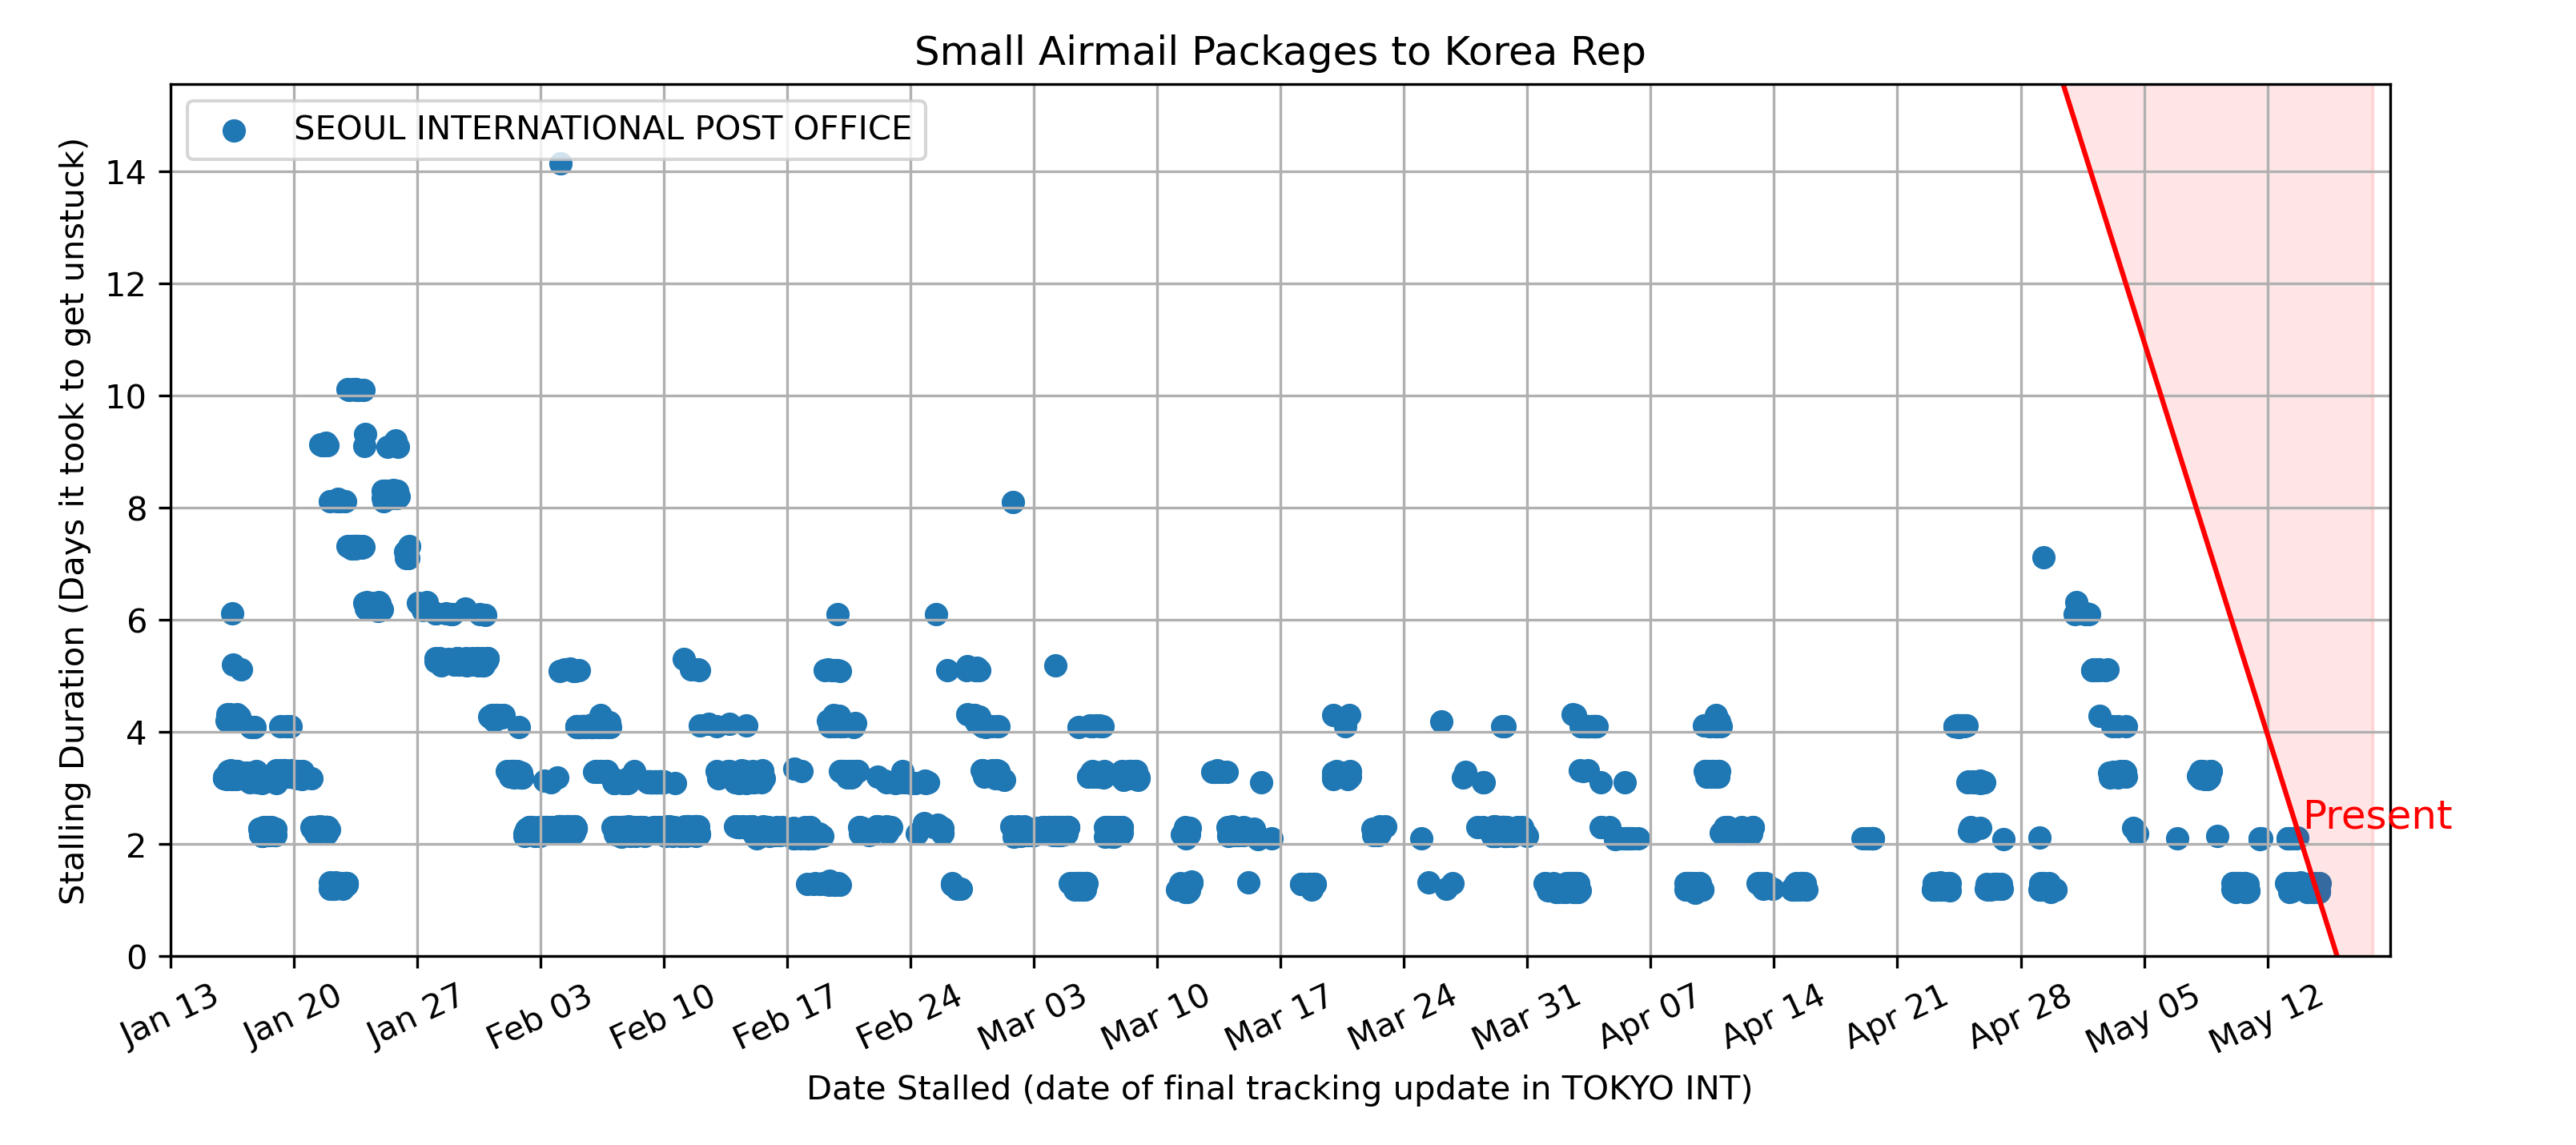 Small Airmail Packages to Korea Rep
SEOUL INTERNATIONAL POST OFFICE
Stalling Duration (Days it took to get unstuck)
14
12
10
8
6
4
2
0
Present
Jan 13
Jan 20
Jan 27
Feb 03
Feb 10
Feb 17
Feb 24
Mar 03
Mar 10
Mar 17
Mar 24
Mar 31
Apr 07
Apr 14
Apr 21
Apr 28
May 05
May 12
Date Stalled (date of final tracking update in TOKYO INT)